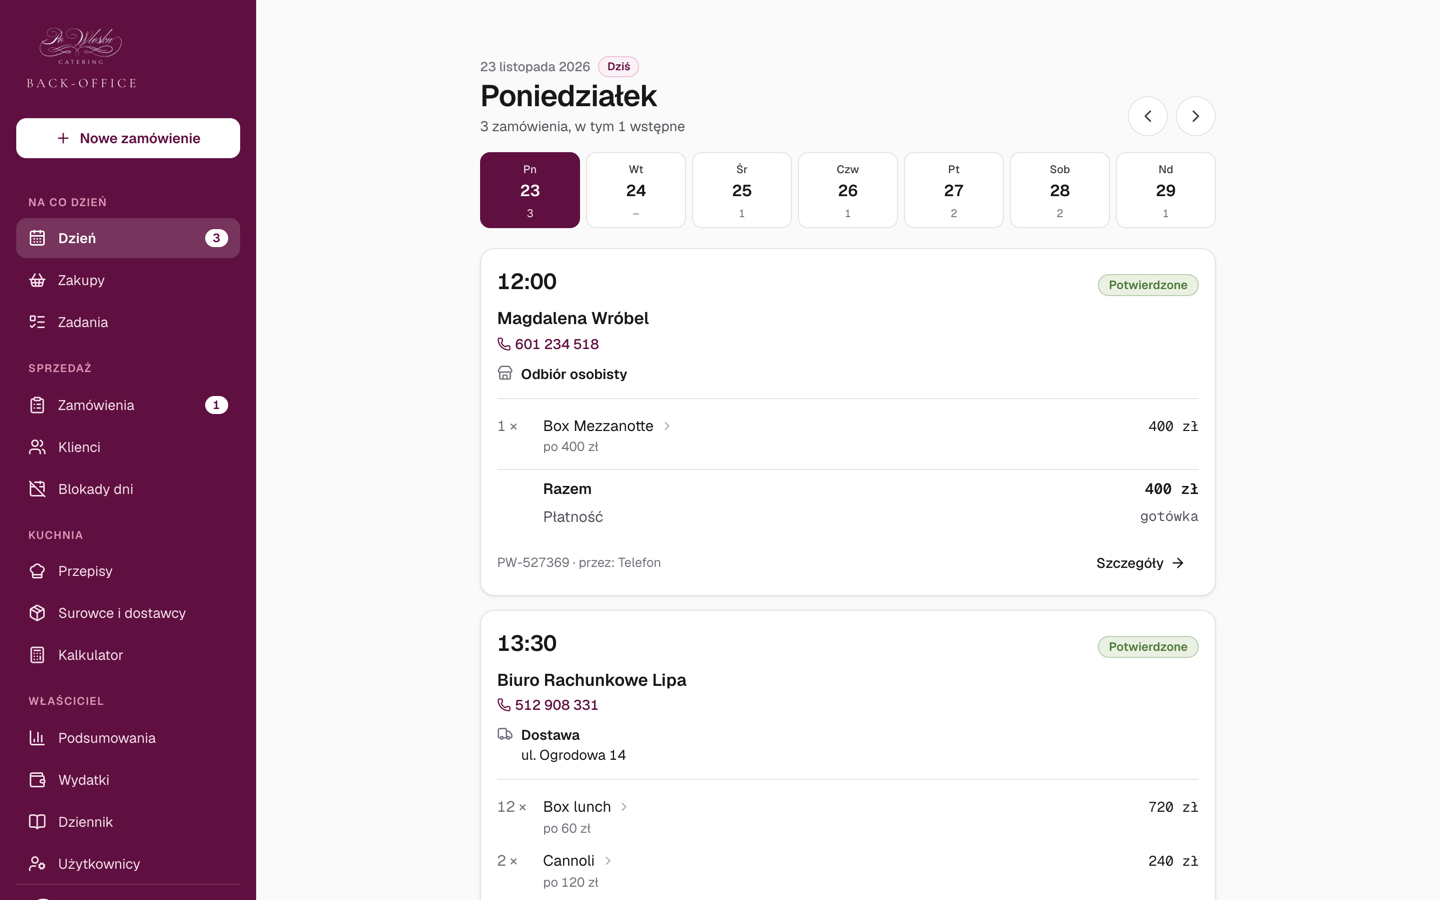 Po Włosku
CATERING
BACK-OFFICE
Nowe zamówienie
NA CO DZIEŃ
Dzień 3
Zakupy
Zadania
SPRZEDAŻ
Zamówienia 1
Klienci
Blokady dni
KUCHNIA
Przepisy
Surowce i dostawcy
Kalkulator
WŁAŚCICIEL
Podsumowania
Wydatki
Dziennik
Użytkownicy
23 listopada 2026 Dziś
Poniedziałek
3 zamówienia, w tym 1 wstępne
Pn Wt Śr Czw Pt Sob Nd
23 24 25 26 27 28 29
3 – 1 1 2 2 1
12:00 Potwierdzone
Magdalena Wróbel
601 234 518
Odbiór osobisty
1 × Box Mezzanotte 400 zł
po 400 zł
Razem 400 zł
Płatność gotówka
PW-527369 · przez: Telefon Szczegóły →
13:30 Potwierdzone
Biuro Rachunkowe Lipa
512 908 331
Dostawa
ul. Ogrodowa 14
12 × Box lunch 720 zł
po 60 zł
2 × Cannoli 240 zł
po 120 zł